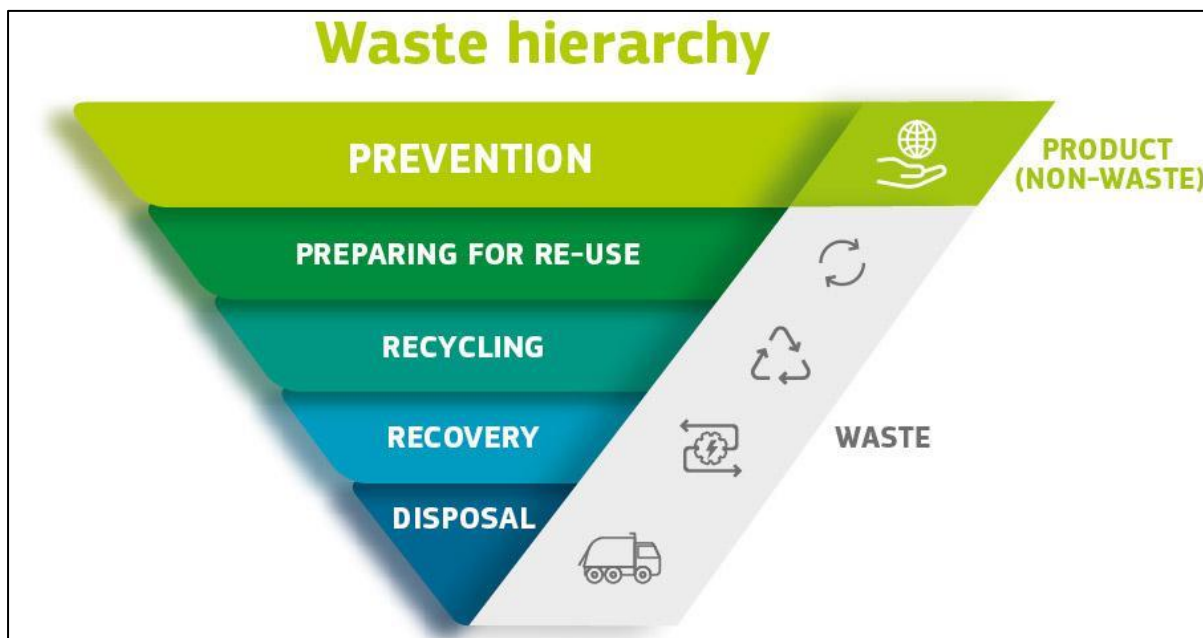 Waste hierarchy
PREVENTION
PRODUCT
(NON-WASTE)
PREPARING FOR RE-USE
RECYCLING
RECOVERY
WASTE
DISPOSAL